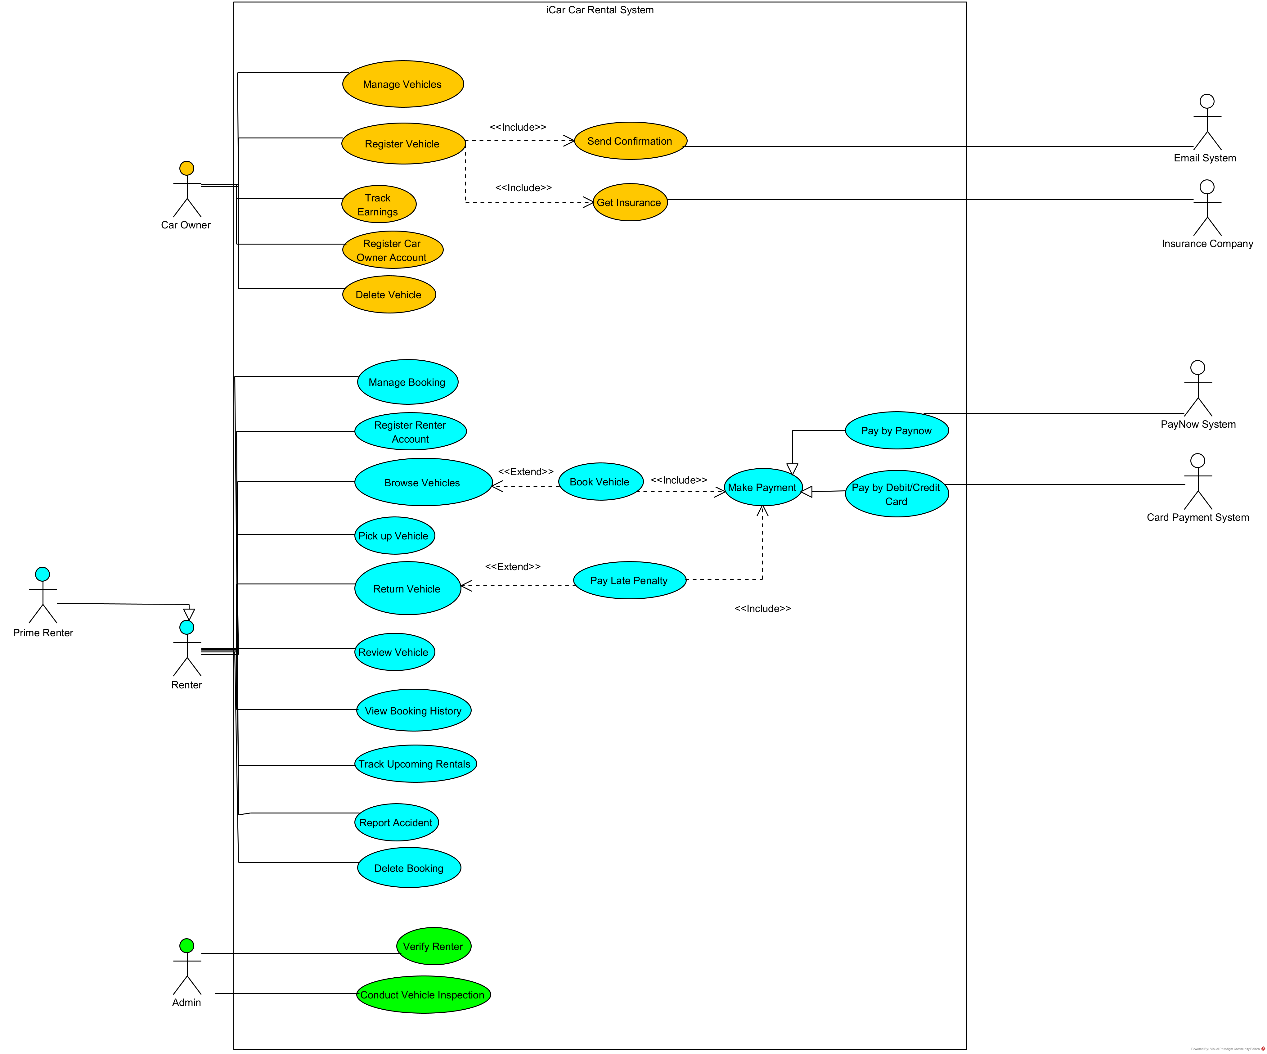 iCar Car Rental System
Manage Vehicles
<<Include>>
Register Vehicle
Send Confirmation
Email System
<<Include>>
Track
Earnings
Get Insurance
Car Owner
Insurance Company
Register Car
Owner Account
Delete Vehicle
Manage Booking
Register Renter
Account
Pay by Paynow
PayNow System
<<Extend>>
Browse Vehicles
Book Vehicle
<<Include>>
Make Payment
Pay by Debit/Credit
Card
Card Payment System
Pick up Vehicle
<<Extend>>
Return Vehicle
Pay Late Penalty
<<Include>>
Prime Renter
Review Vehicle
Renter
View Booking History
Track Upcoming Rentals
Report Accident
Delete Booking
Verify Renter
Conduct Vehicle Inspection
Admin